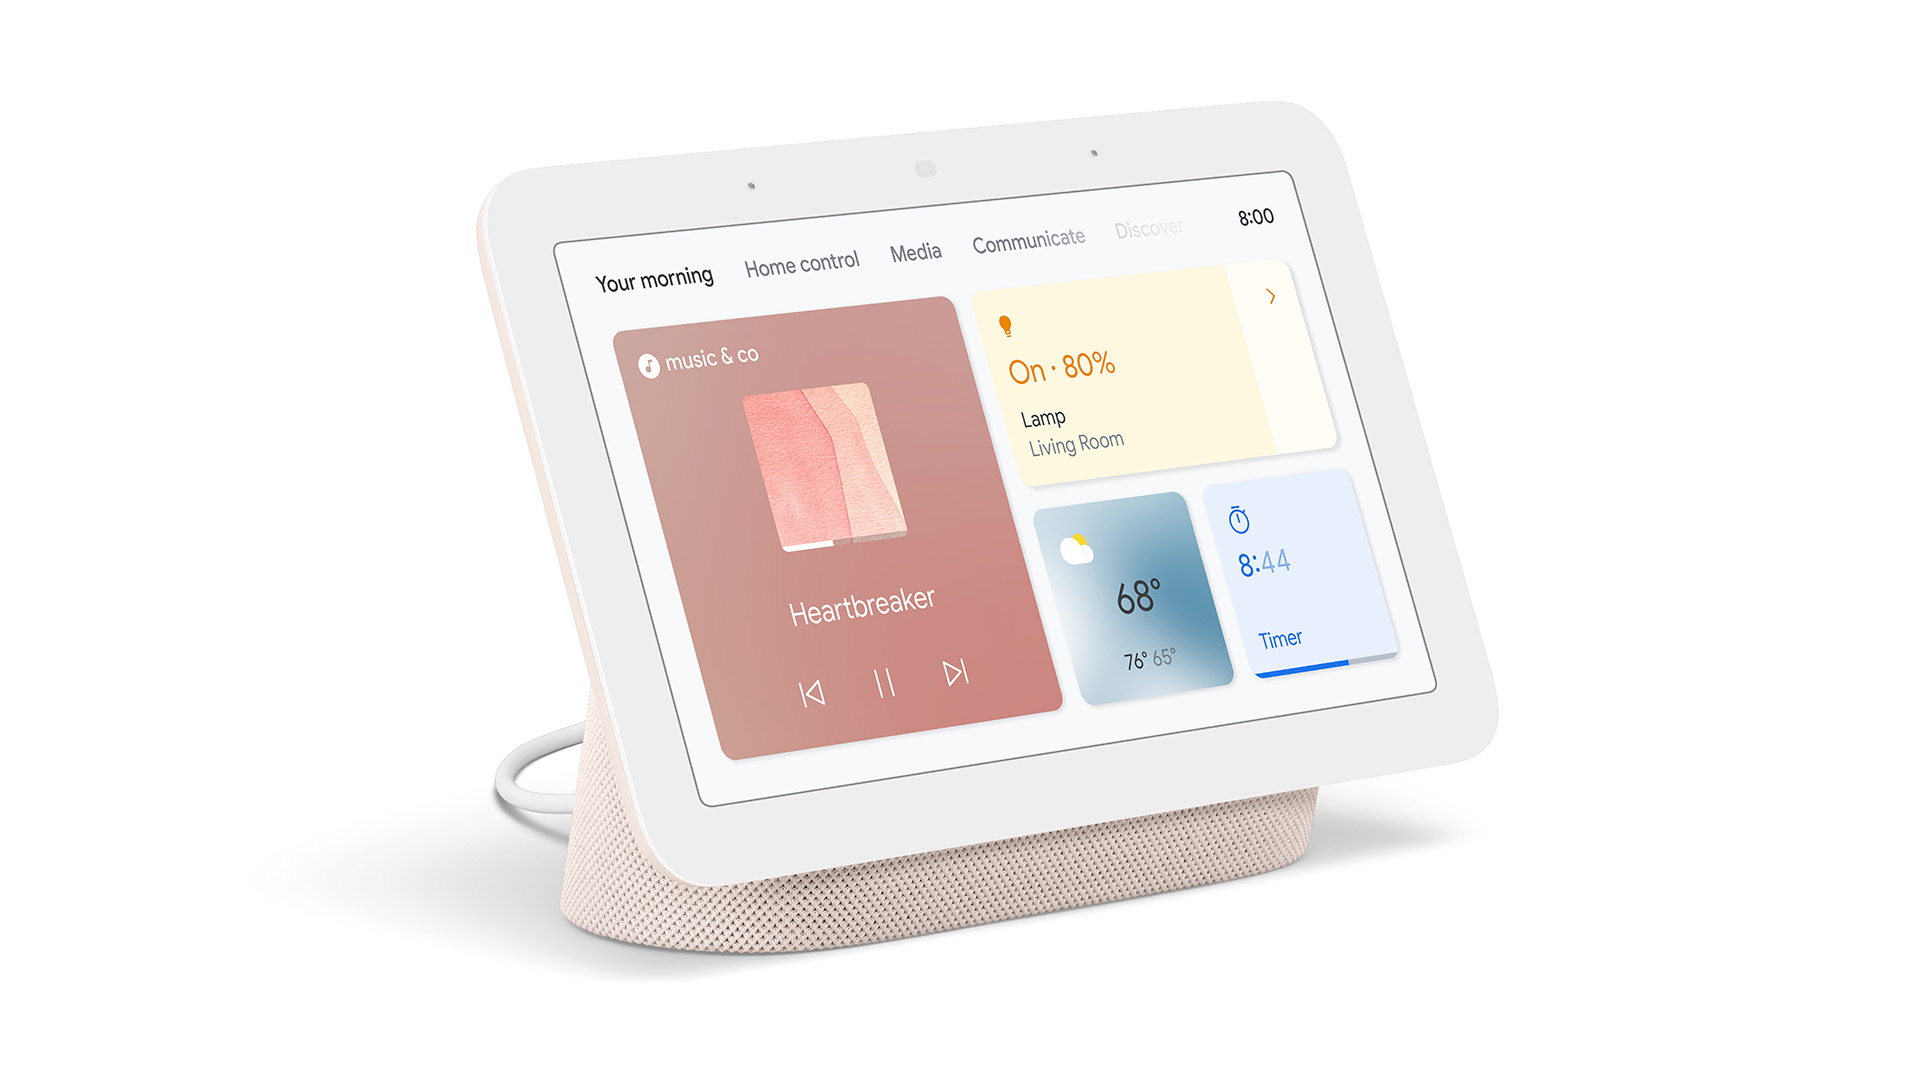 Your morning
Home control
Media
Communicate
Discover
8:00
music & co
Heartbreaker
On · 80%
Lamp
Living Room
68°
76° 65°
8:44
Timer